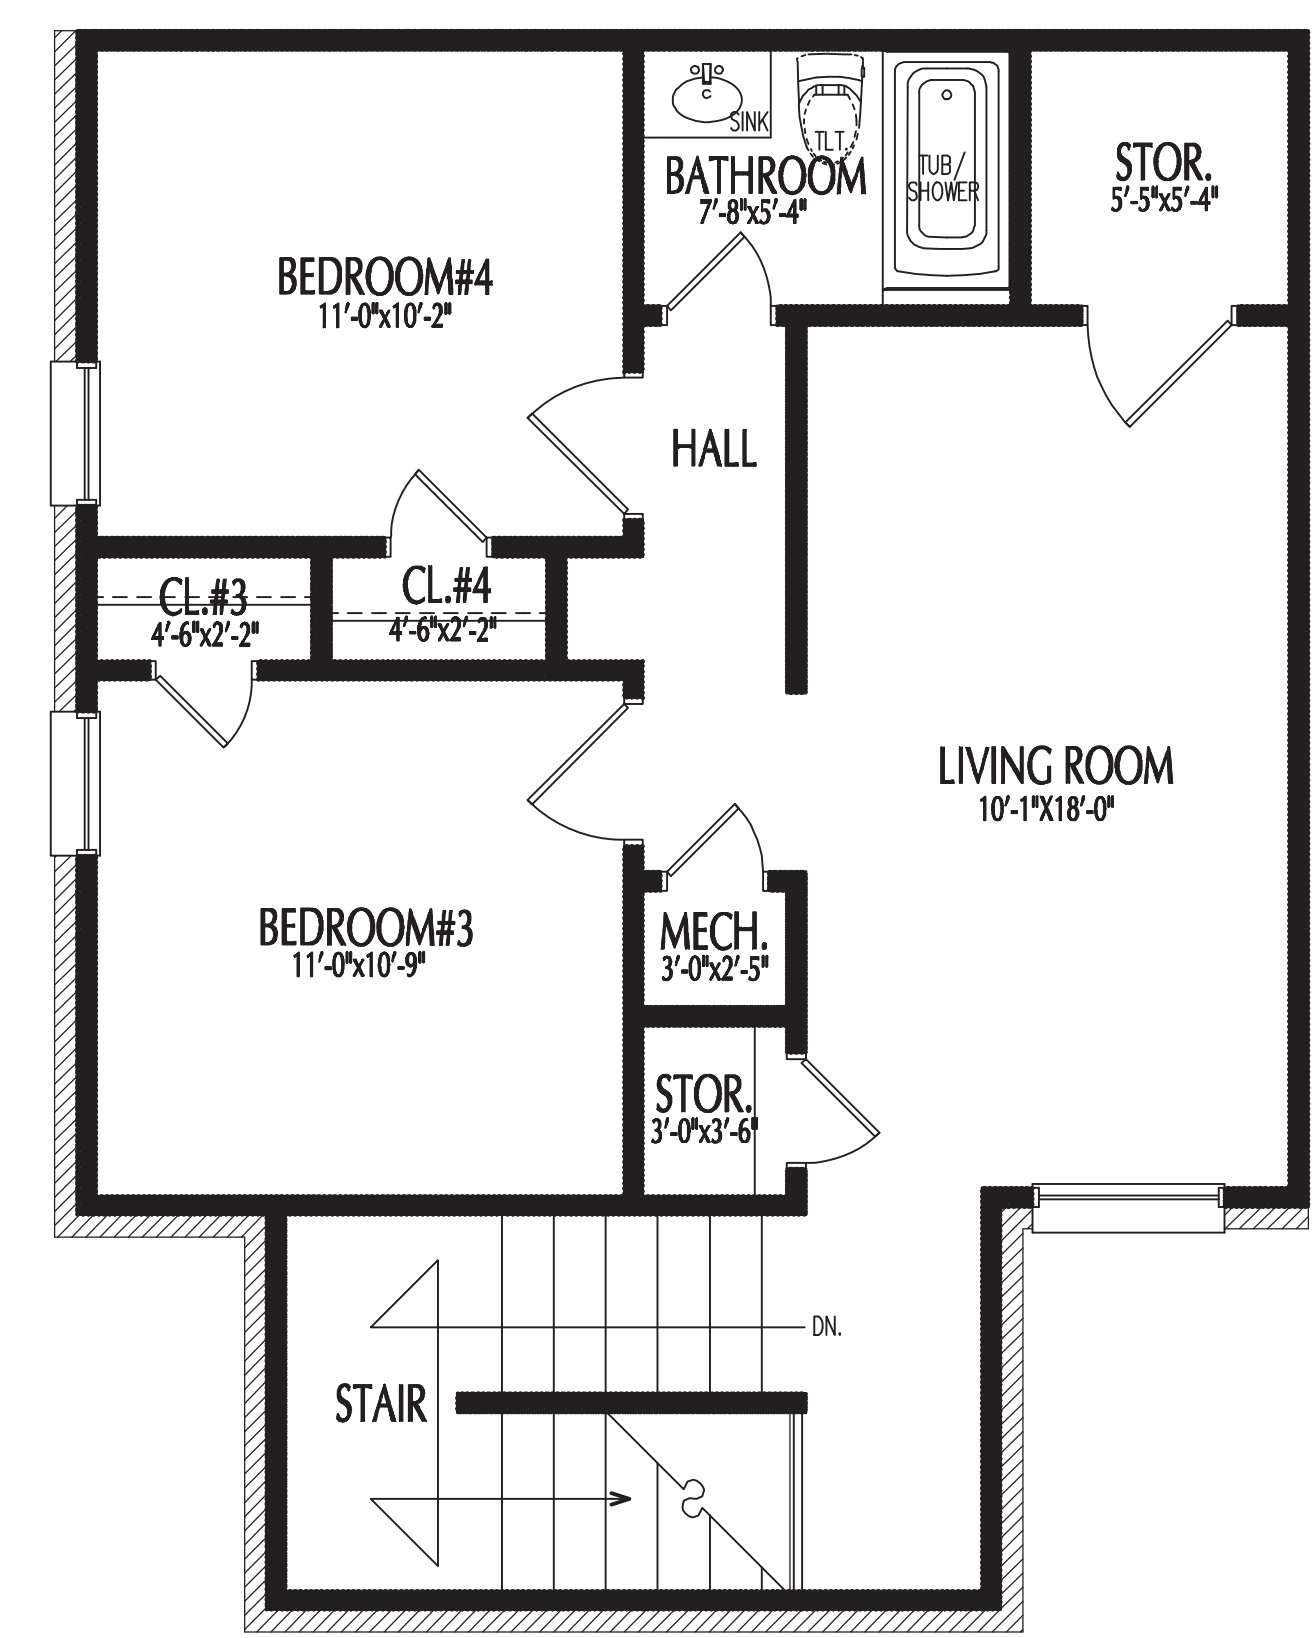 SINK
TLT.
BATHROOM
7'-8"x5'-4"
TUB/
SHOWER
STOR.
5'-5"x5'-4"
BEDROOM#4
11'-0"x10'-2"
HALL
CL.#3
4'-6"x2'-2"
CL.#4
4'-6"x2'-2"
LIVING ROOM
10'-1"X18'-0"
BEDROOM#3
11'-0"x10'-9"
MECH.
3'-0"x2'-5"
STOR.
3'-0"x3'-6"
DN.
STAIR